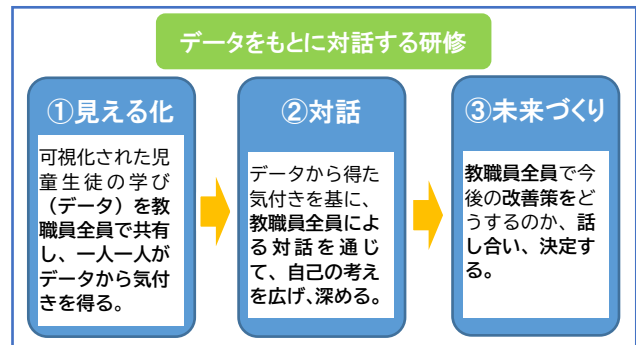 データをもとに対話する研修
①見える化
可視化された児
童生徒の学び
（データ）を教
職員全員で共有
し、一人一人が
データから気付
きを得る。
②対話
データから得た
気付きを基に、
教職員全員によ
る対話を通じ
て、自己の考え
を広げ、深める。
③未来づくり
教職員全員で今
後の改善策をど
うするのか、話
し合い、決定す
る。